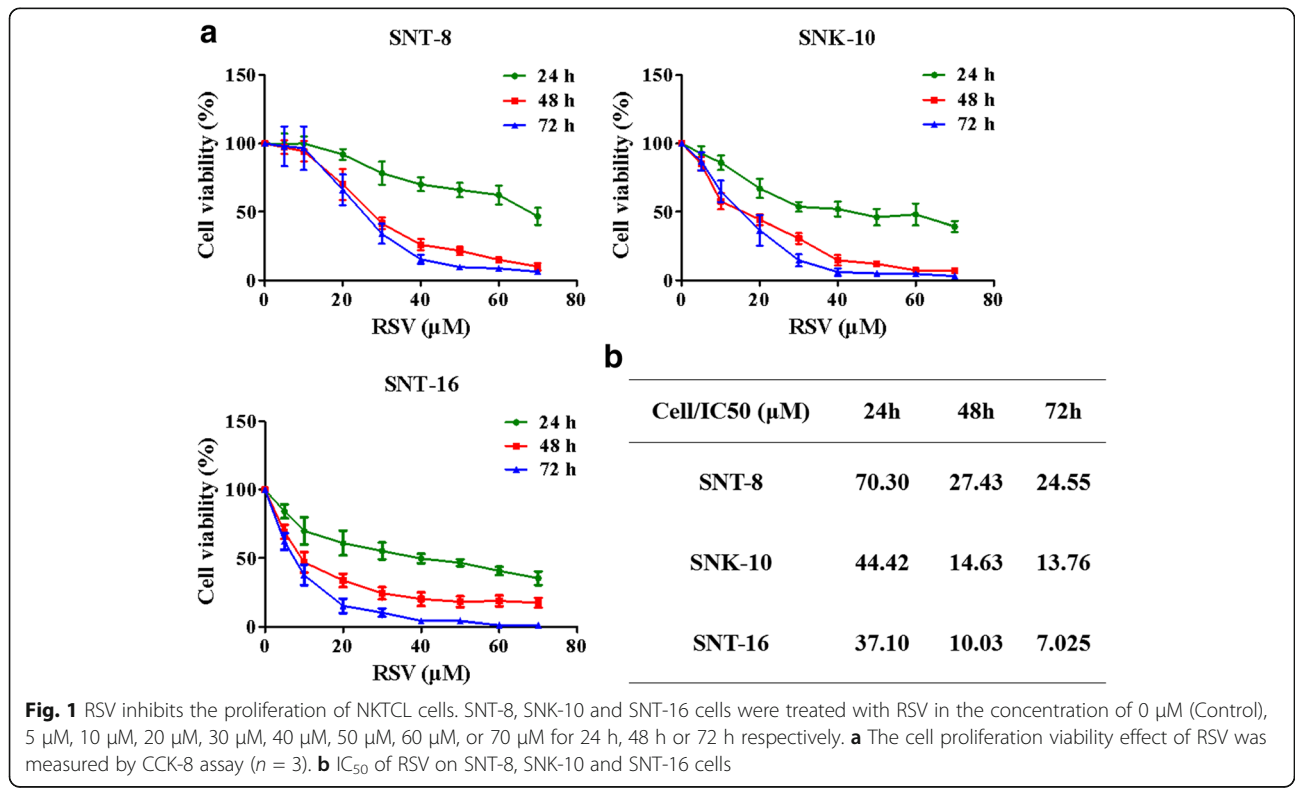 a
SNT-8
150
100
50
0
Cell viability (%)
24 h
48 h
72 h
0 20 40 60 80
RSV (µM)
SNK-10
150
100
50
0
Cell viability (%)
24 h
48 h
72 h
0 20 40 60 80
RSV (µM)
SNT-16
150
100
50
0
Cell viability (%)
24 h
48 h
72 h
0 20 40 60 80
RSV (µM)
b
Cell/IC50 (µM) 24h 48h 72h
SNT-8 70.30 27.43 24.55
SNK-10 44.42 14.63 13.76
SNT-16 37.10 10.03 7.025
Fig. 1 RSV inhibits the proliferation of NKTCL cells. SNT-8, SNK-10 and SNT-16 cells were treated with RSV in the concentration of 0 µM (Control),
5 µM, 10 µM, 20 µM, 30 µM, 40 µM, 50 µM, 60 µM, or 70 µM for 24 h, 48 h or 72 h respectively. a The cell proliferation viability effect of RSV was
measured by CCK-8 assay (n = 3). b IC₅₀ of RSV on SNT-8, SNK-10 and SNT-16 cells